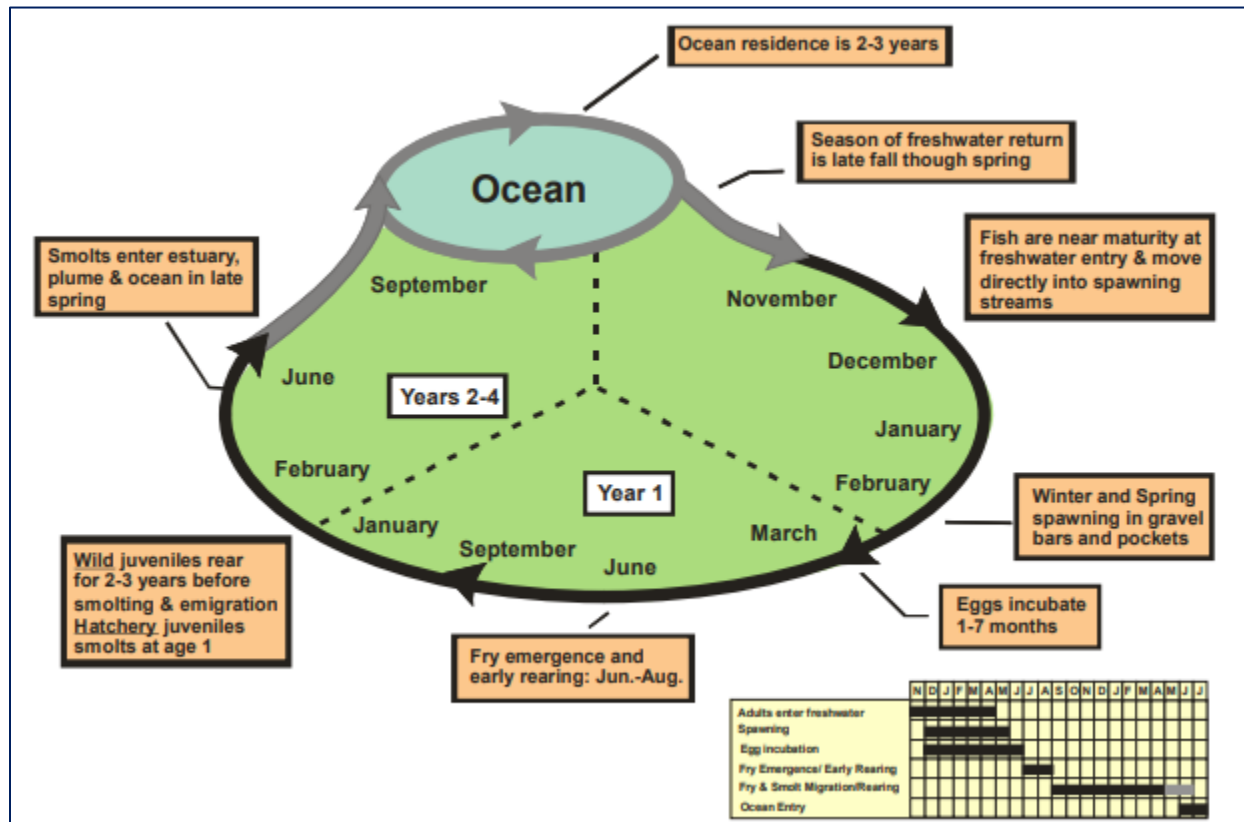 Ocean residence is 2-3 years
Season of freshwater return
is late fall though spring
Ocean
Fish are near maturity at
freshwater entry & move
directly into spawning
streams
Smolts enter estuary,
plume & ocean in late
spring
September
November
December
June
Years 2-4
January
February
February
Year 1
January
March
September
June
Winter and Spring
spawning in gravel
bars and pockets
Wild juveniles rear
for 2-3 years before
smolting & emigration
Hatchery juveniles
smolts at age 1
Eggs incubate
1-7 months
Fry emergence and
early rearing: Jun.-Aug.
N D J F M A M J J A S O N D J F M A M J J
Adults enter freshwater
Spawning
Egg incubation
Fry Emergence/ Early Rearing
Fry & Smolt Migration/Rearing
Ocean Entry